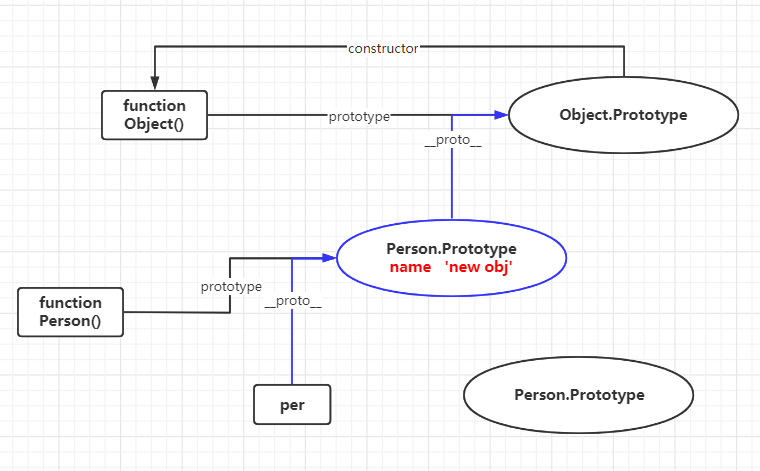 constructor
function
Object()
prototype
Object.Prototype
__proto__
Person.Prototype
name 'new obj'
prototype
__proto__
function
Person()
per
Person.Prototype